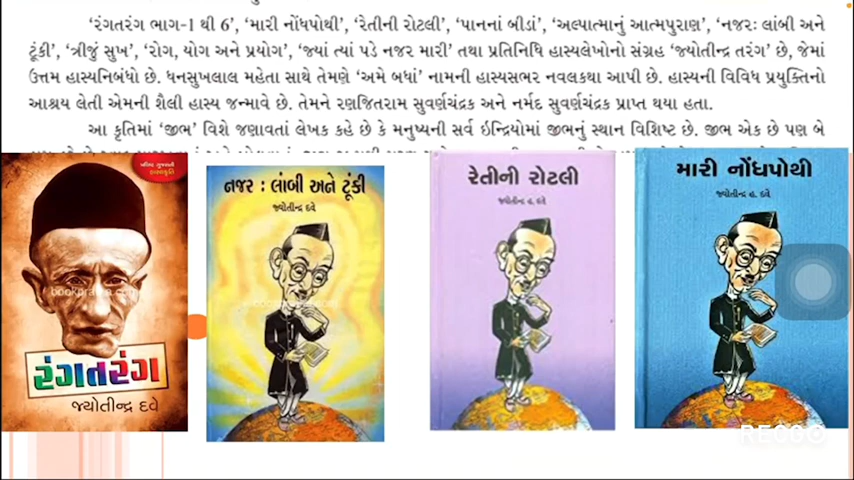 'રંગતરંગ ભાગ-1 થી 6', 'મારી નોંધપોથી', 'રેતીની રોટલી', 'પાનનાં બીડાં', 'અલ્પાત્માનું આત્મપુરાણ', 'નજર: લાંબી અને
ટૂંકી', 'ત્રીજું સુખ', 'રોગ, યોગ અને પ્રયોગ', 'જ્યાં ત્યાં પડે નજર મારી' તથા પ્રતિનિધિ હાસ્યલેખોનો સંગ્રહ 'જ્યોતીન્દ્ર તરંગ' છે, જેમાં
ઉત્તમ હાસ્યનિબંધો છે. ધનસુખલાલ મહેતા સાથે તેમણે 'અમે બધાં' નામની હાસ્યસભર નવલકથા આપી છે. હાસ્યની વિવિધ પ્રયુક્તિનો
આશ્રય લેતી એમની શૈલી હાસ્ય જન્માવે છે. તેમને રણજિતરામ સુવર્ણચંદ્રક અને નર્મદ સુવર્ણચંદ્રક પ્રાપ્ત થયા હતા.
આ કૃતિમાં 'જીભ' વિશે જણાવતાં લેખક કહે છે કે મનુષ્યની સર્વ ઇન્દ્રિયોમાં જીભનું સ્થાન વિશિષ્ટ છે. જીભ એક છે પણ બે
રંગતરંગ
જ્યોતીન્દ્ર દવે
નજર : લાંબી અને ટૂંકી
જ્યોતીન્દ્ર દવે
રેતીની રોટલી
જ્યોતીન્દ્ર હ. દવે
મારી નોંધપોથી
જ્યોતીન્દ્ર હ. દવે